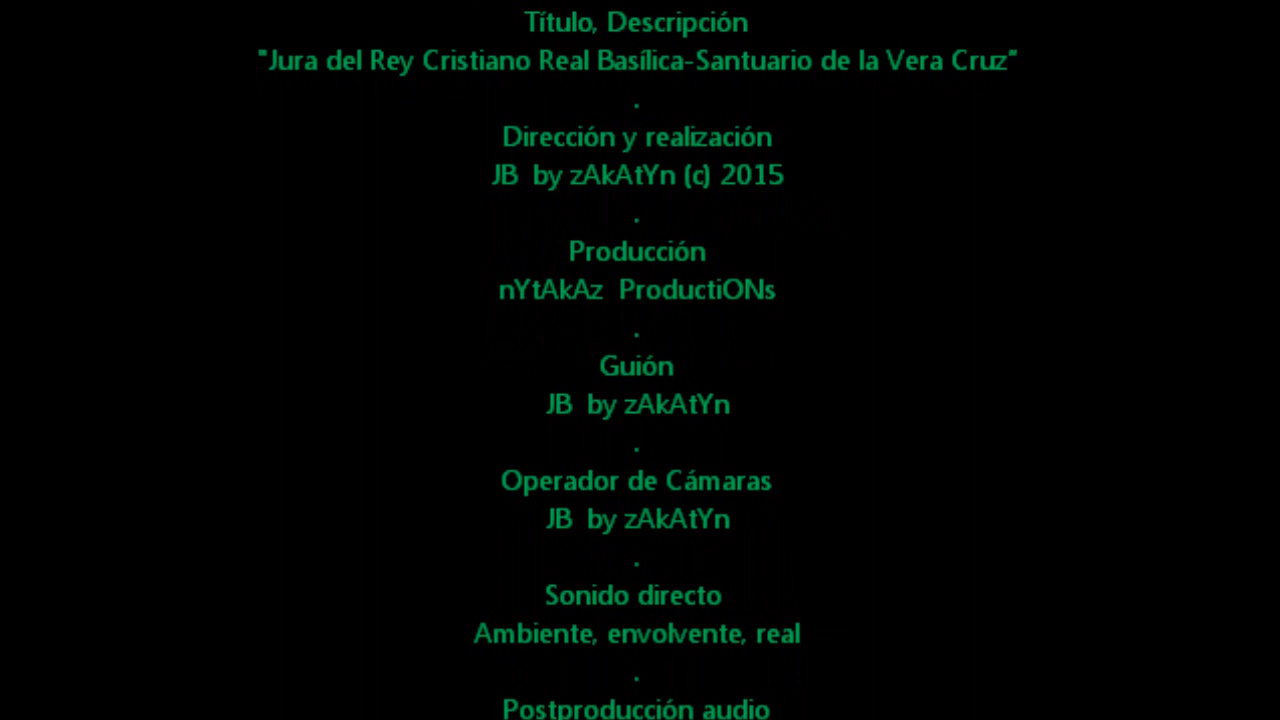 Título, Descripción
"Jura del Rey Cristiano Real Basílica-Santuario de la Vera Cruz"
.
Dirección y realización
JB by zAkAtYn (c) 2015
.
Producción
nYtAkAz ProductiONs
.
Guión
JB by zAkAtYn
.
Operador de Cámaras
JB by zAkAtYn
.
Sonido directo
Ambiente, envolvente, real
.
Postproducción audio